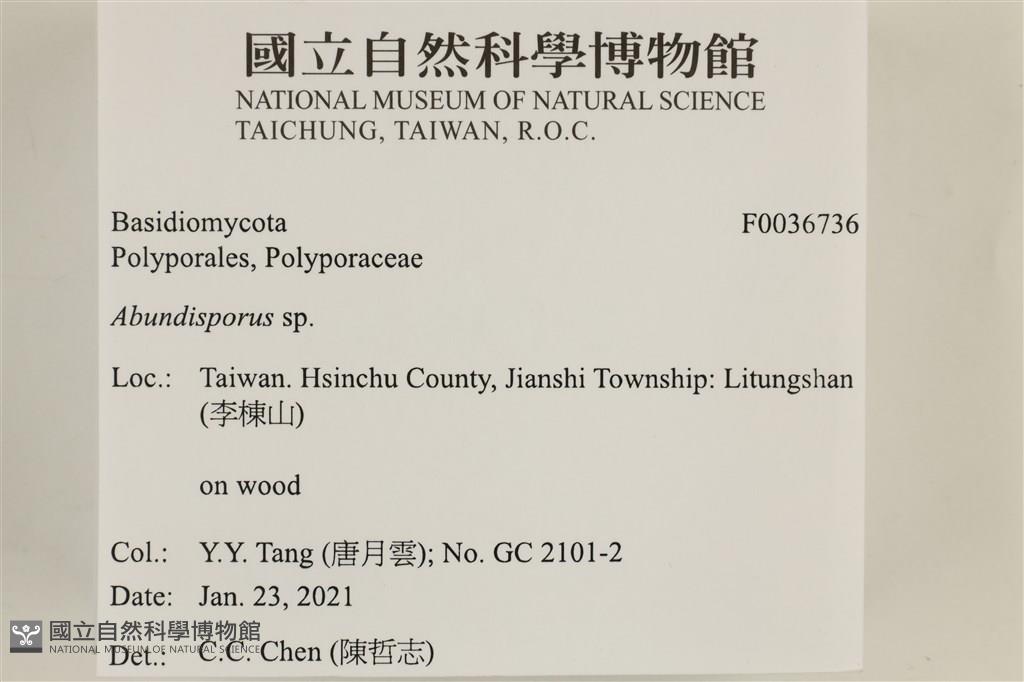 國立自然科學博物館
NATIONAL MUSEUM OF NATURAL SCIENCE
TAICHUNG, TAIWAN, R.O.C.
Basidiomycota F0036736
Polyporales, Polyporaceae
Abundisporus sp.
Loc.: Taiwan. Hsinchu County, Jianshi Township: Litungshan
(李棟山)
on wood
Col.: Y.Y. Tang (唐月雲); No. GC 2101-2
Date: Jan. 23, 2021
國立自然科學博物館
NATIONAL MUSEUM OF NATURAL SCIENCE
Det.: C.C. Chen (陳哲志)